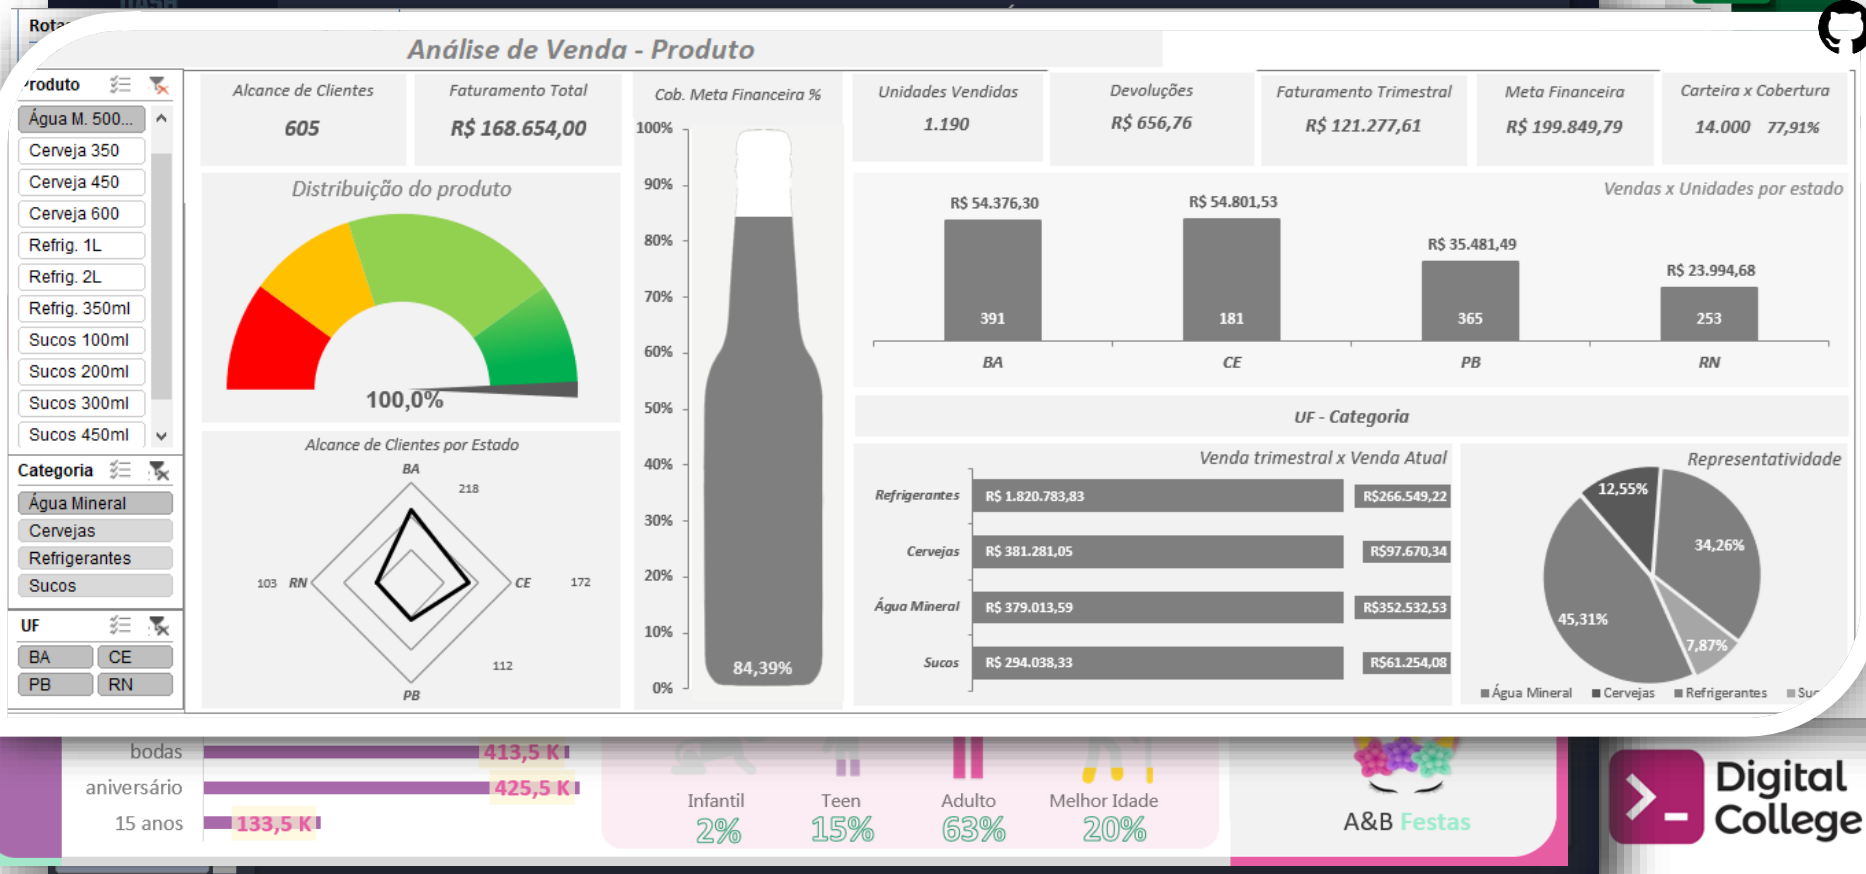 DASH
Análise de Venda - Produto
Produto
Água M. 500...
Cerveja 350
Cerveja 450
Cerveja 600
Refrig. 1L
Refrig. 2L
Refrig. 350ml
Sucos 100ml
Sucos 200ml
Sucos 300ml
Sucos 450ml
Categoria
Água Mineral
Cervejas
Refrigerantes
Sucos
UF
BA CE
PB RN
Alcance de Clientes
605
Faturamento Total
R$ 168.654,00
Distribuição do produto
100,0%
Alcance de Clientes por Estado
BA
218
103 RN
CE 172
112
PB
Cob. Meta Financeira %
100%
90%
80%
70%
60%
50%
40%
30%
20%
10%
0%
84,39%
Unidades Vendidas
1.190
Devoluções
R$ 656,76
Faturamento Trimestral
R$ 121.277,61
Meta Financeira
R$ 199.849,79
Carteira x Cobertura
14.000 77,91%
Vendas x Unidades por estado
R$ 54.376,30
R$ 54.801,53
R$ 35.481,49
R$ 23.994,68
391
181
365
253
BA
CE
PB
RN
UF - Categoria
Venda trimestral x Venda Atual
Refrigerantes R$ 1.820.783,83 R$266.549,22
Cervejas R$ 381.281,05 R$97.670,34
Água Mineral R$ 379.013,59 R$352.532,53
Sucos R$ 294.038,33 R$61.254,08
Representatividade
12,55%
34,26%
45,31%
7,87%
Água Mineral Cervejas Refrigerantes Suc
bodas 413,5 K
aniversário 425,5 K
15 anos 133,5 K
Infantil
2%
Teen
15%
Adulto
63%
Melhor Idade
20%
A&B Festas
Digital
College